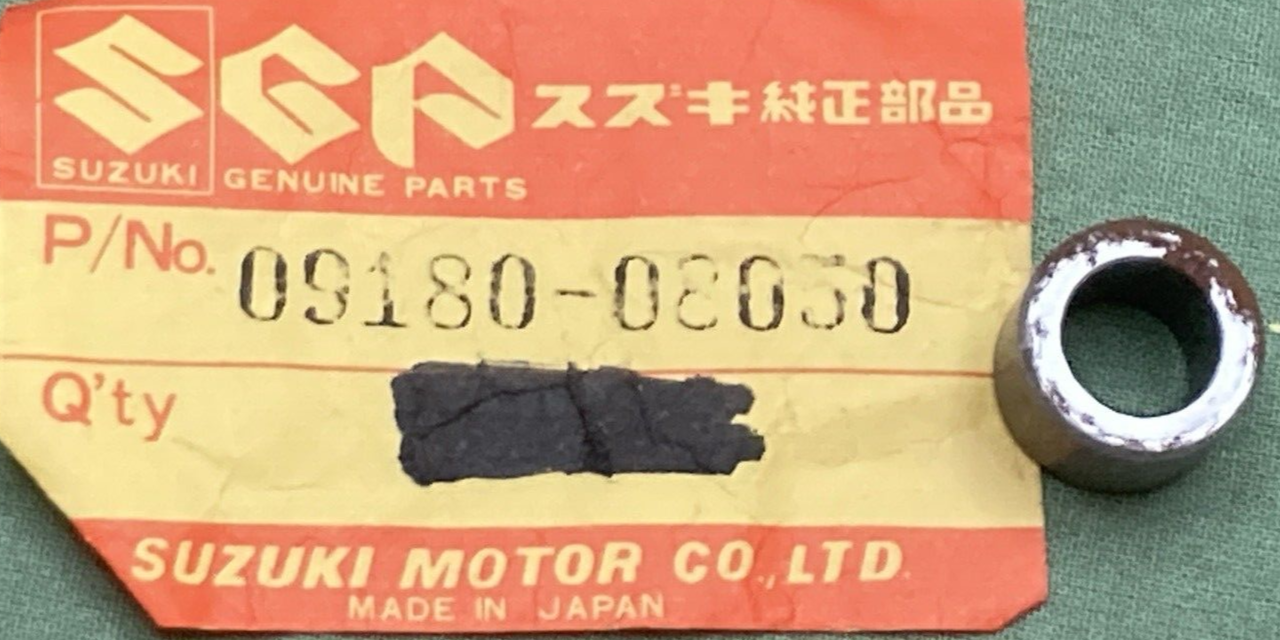 SGP スズキ純正部品
SUZUKI GENUINE PARTS
P/No. 09180-08050
Q'ty
SUZUKI MOTOR CO., LTD.
MADE IN JAPAN